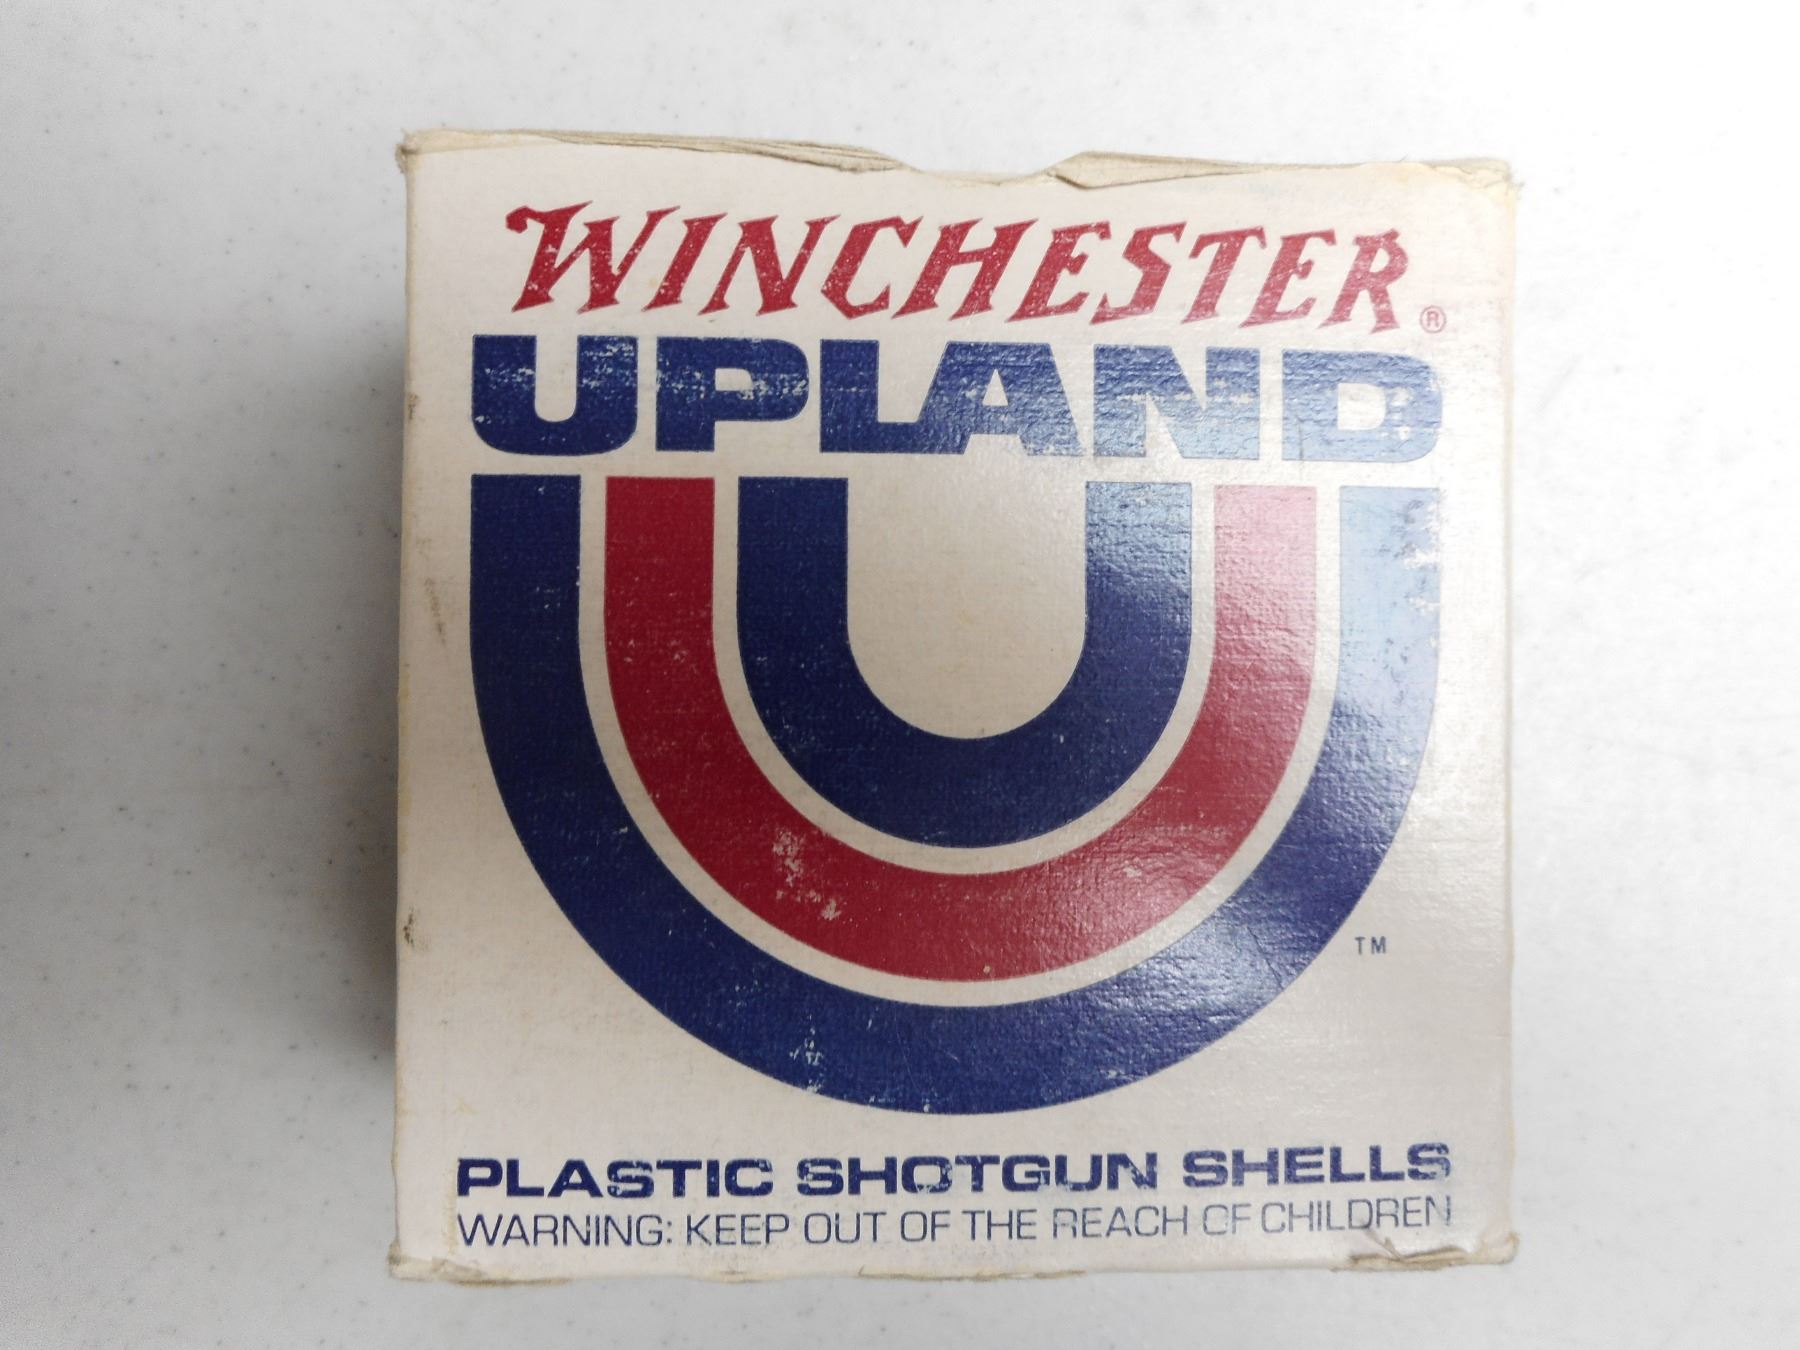 WINCHESTER®
UPLAND
TM
PLASTIC SHOTGUN SHELLS
WARNING: KEEP OUT OF THE REACH OF CHILDREN